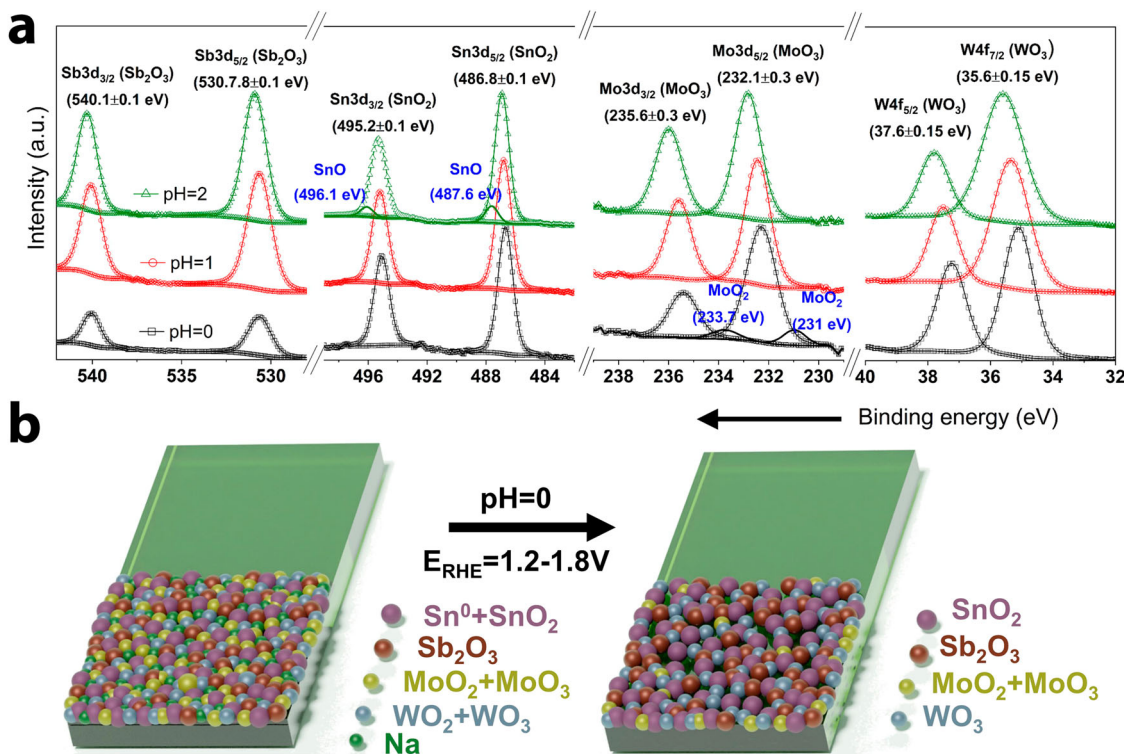 a
Sb3d3/2 (Sb2O3)
(540.1±0.1 eV)
Sb3d5/2 (Sb2O3)
(530.7.8±0.1 eV)
Sn3d3/2 (SnO2)
(495.2±0.1 eV)
Sn3d5/2 (SnO2)
(486.8±0.1 eV)
Mo3d3/2 (MoO3)
(235.6±0.3 eV)
Mo3d5/2 (MoO3)
(232.1±0.3 eV)
W4f5/2 (WO3)
(37.6±0.15 eV)
W4f7/2 (WO3)
(35.6±0.15 eV)
SnO
(496.1 eV)
SnO
(487.6 eV)
MoO2
(233.7 eV)
MoO2
(231 eV)
pH=2
pH=1
pH=0
Intensity (a.u.)
540 535 530 496 492 488 484 238 236 234 232 230 40 38 36 34 32
Binding energy (eV)
b
pH=0
ERHE=1.2-1.8V
Sn0+SnO2
Sb2O3
MoO2+MoO3
WO2+WO3
Na
SnO2
Sb2O3
MoO2+MoO3
WO3